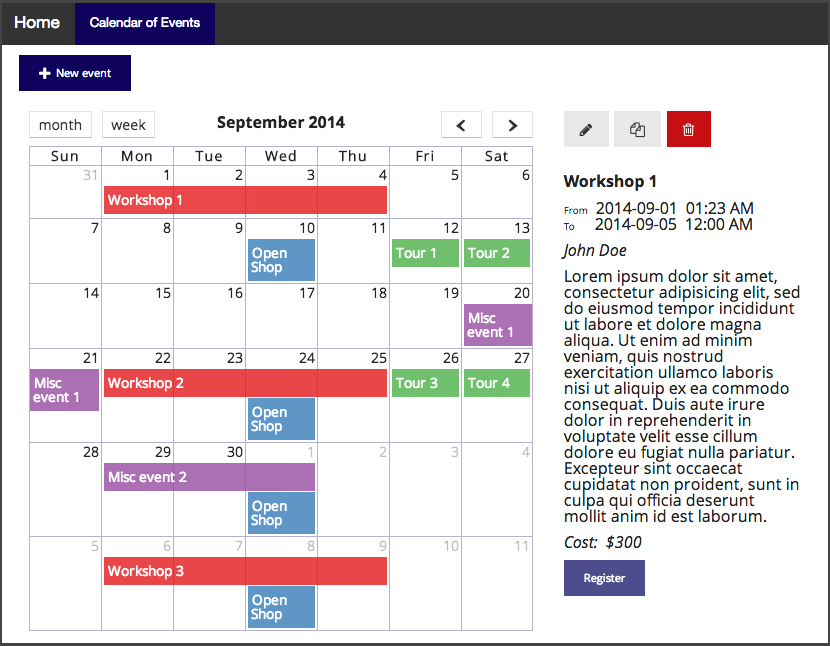 Home Calendar of Events
New event
month week September 2014
Sun Mon Tue Wed Thu Fri Sat
31 1 2 3 4 5 6
Workshop 1
7 8 9 10 11 12 13
Open
Shop
Tour 1 Tour 2
14 15 16 17 18 19 20
Misc
event 1
21 22 23 24 25 26 27
Misc
event 1
Workshop 2
Tour 3 Tour 4
Open
Shop
28 29 30 1 2 3 4
Misc event 2
Open
Shop
5 6 7 8 9 10 11
Workshop 3
Open
Shop
Workshop 1
From 2014-09-01 01:23 AM
To 2014-09-05 12:00 AM
John Doe
Lorem ipsum dolor sit amet,
consectetur adipisicing elit, sed
do eiusmod tempor incididunt
ut labore et dolore magna
aliqua. Ut enim ad minim
veniam, quis nostrud
exercitation ullamco laboris
nisi ut aliquip ex ea commodo
consequat. Duis aute irure
dolor in reprehenderit in
voluptate velit esse cillum
dolore eu fugiat nulla pariatur.
Excepteur sint occaecat
cupidatat non proident, sunt in
culpa qui officia deserunt
mollit anim id est laborum.
Cost: $300
Register